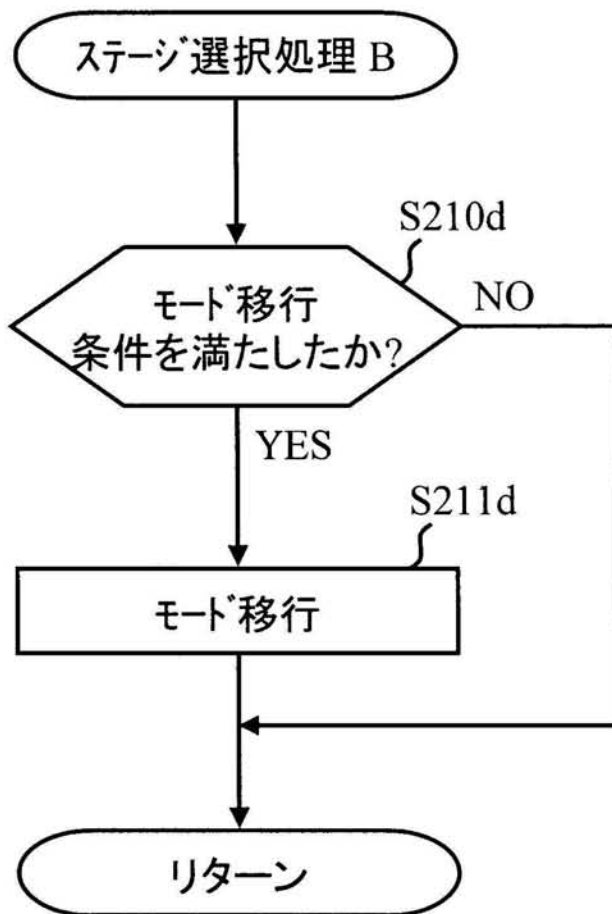 ステージ選択処理 B
S210d
モード移行
条件を満たしたか?
NO
YES
S211d
モード移行
リターン